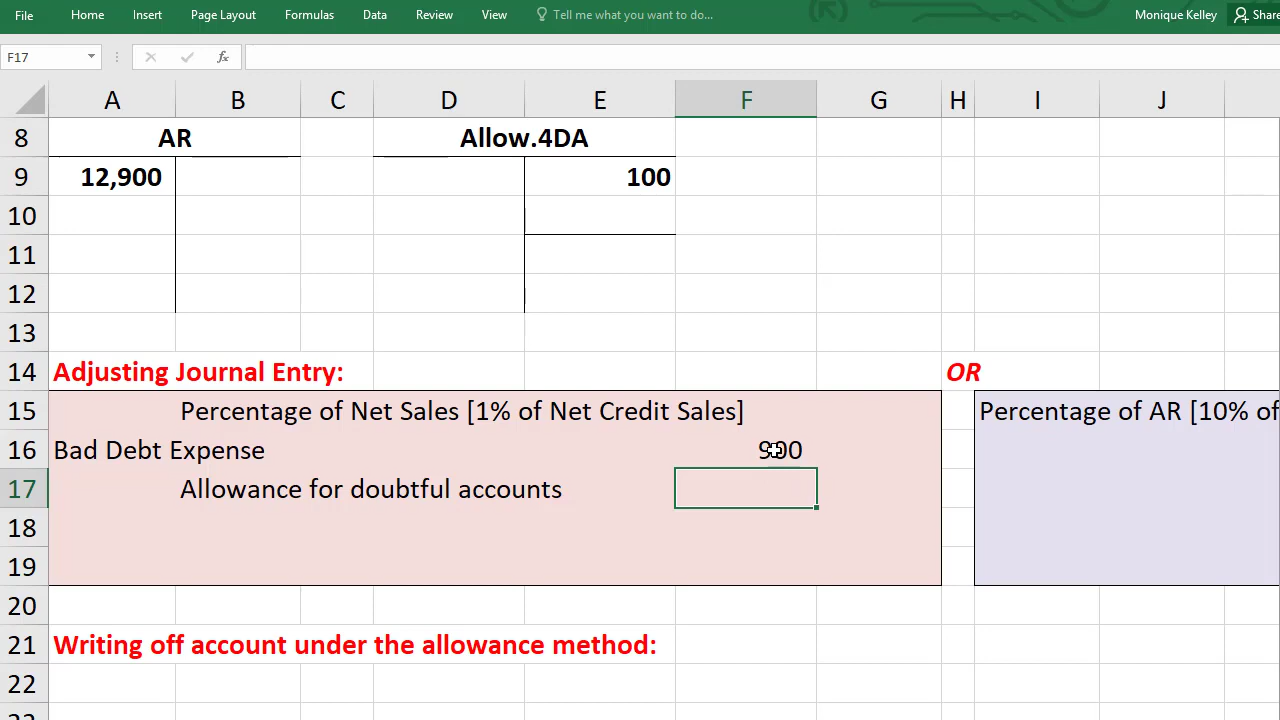 File Home Insert Page Layout Formulas Data Review View Tell me what you want to do... Monique Kelley Share
F17 fx
A B C D E F G H I J
8 AR Allow.4DA
9 12,900 100
10
11
12
13
14 Adjusting Journal Entry: OR
15 Percentage of Net Sales [1% of Net Credit Sales] Percentage of AR [10% of
16 Bad Debt Expense 900
17 Allowance for doubtful accounts
18
19
20
21 Writing off account under the allowance method:
22